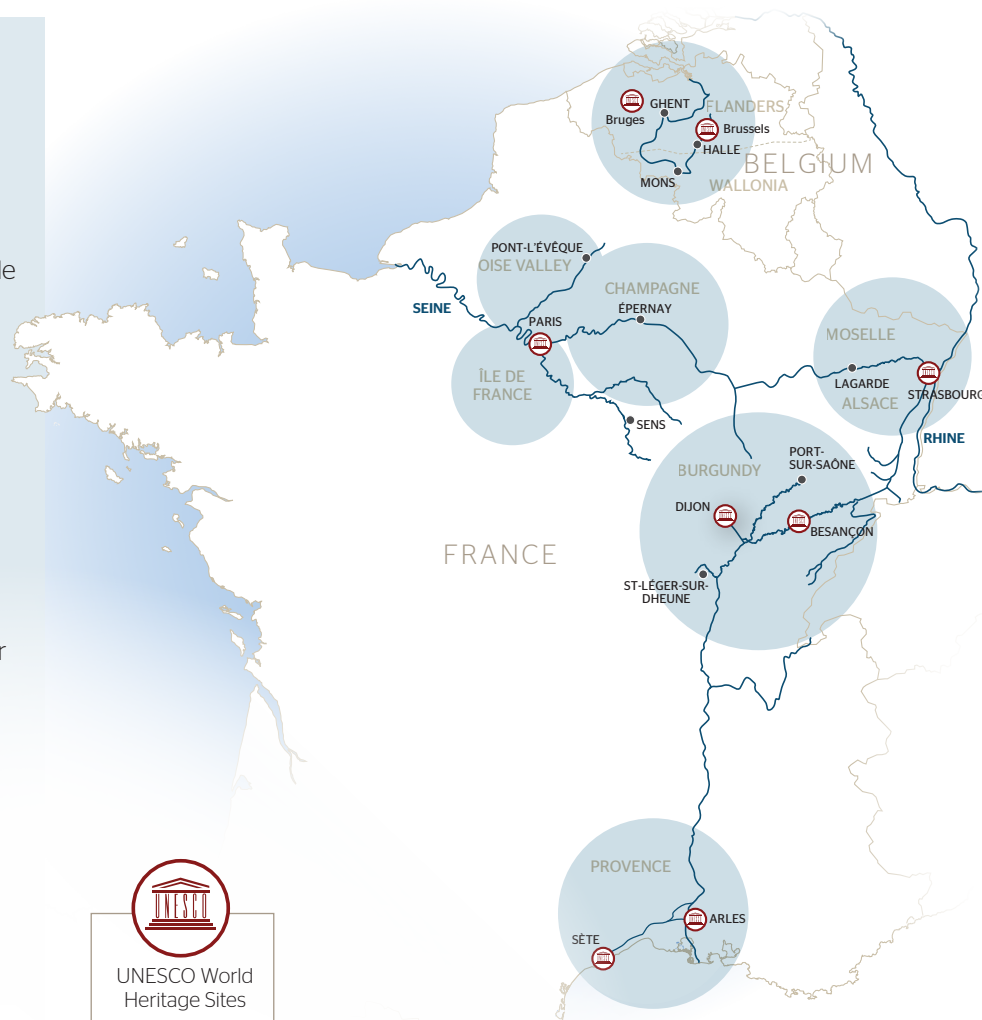 le
r
GHENT
FLANDERS
Bruges
Brussels
HALLE
BELGIUM
MONS
WALLONIA
PONT-L'ÉVÊQUE
OISE VALLEY
CHAMPAGNE
SEINE
ÉPERNAY
PARIS
MOSELLE
ÎLE DE
FRANCE
LAGARDE
ALSACE
STRASBOURG
SENS
RHINE
BURGUNDY
PORT-
SUR-SAÔNE
DIJON
BESANÇON
FRANCE
ST-LÉGER-SUR-
DHEUNE
PROVENCE
ARLES
SÈTE
UNESCO
UNESCO World
Heritage Sites